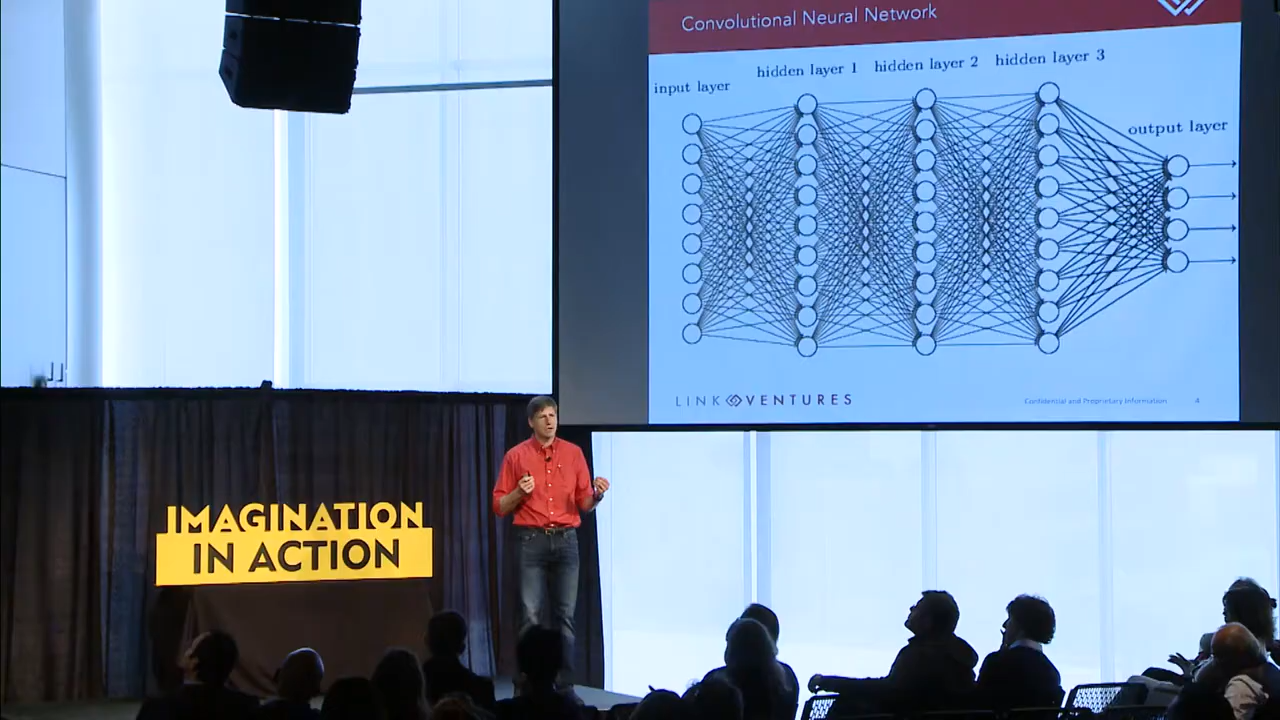 Convolutional Neural Network
hidden layer 1 hidden layer 2 hidden layer 3
input layer
output layer
LINK VENTURES
Confidential and Proprietary Information 4
IMAGINATION
IN ACTION